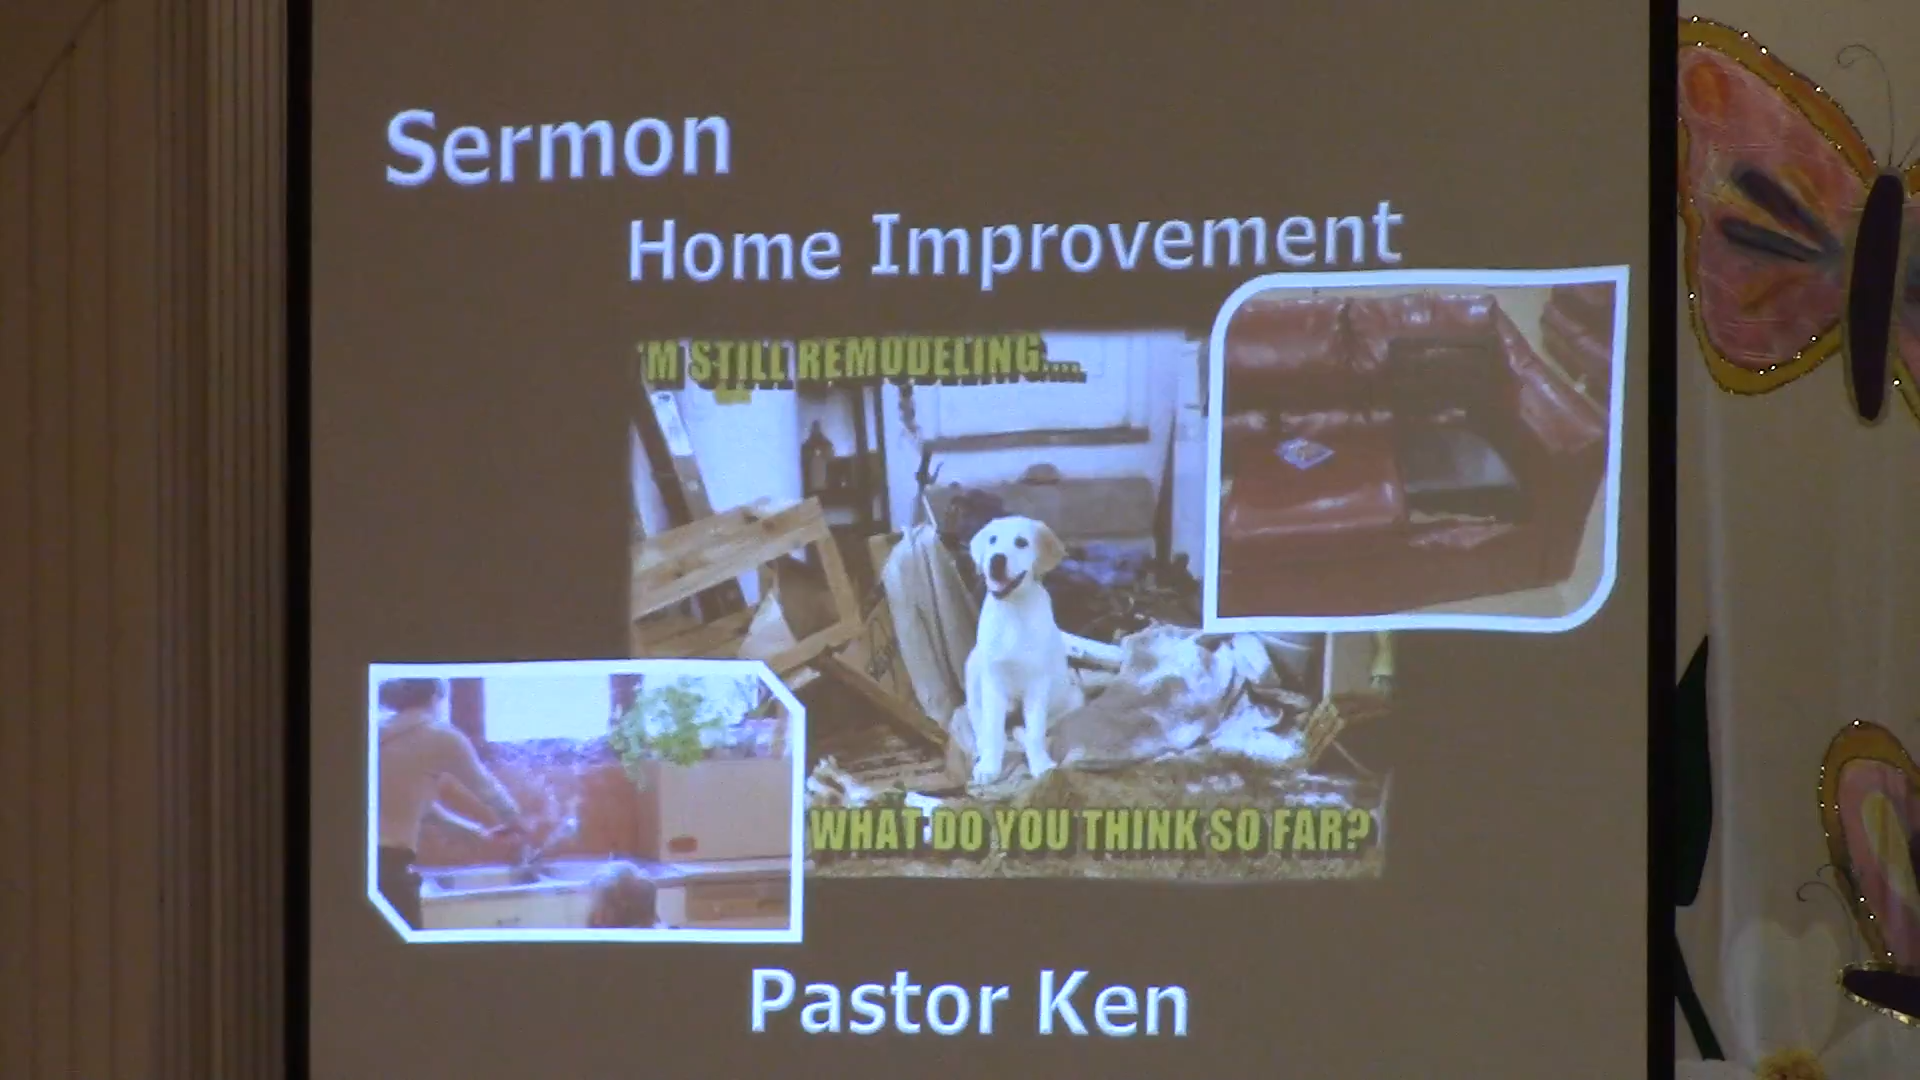 Sermon
Home Improvement
'M STILL REMODELING....
WHAT DO YOU THINK SO FAR?
Pastor Ken